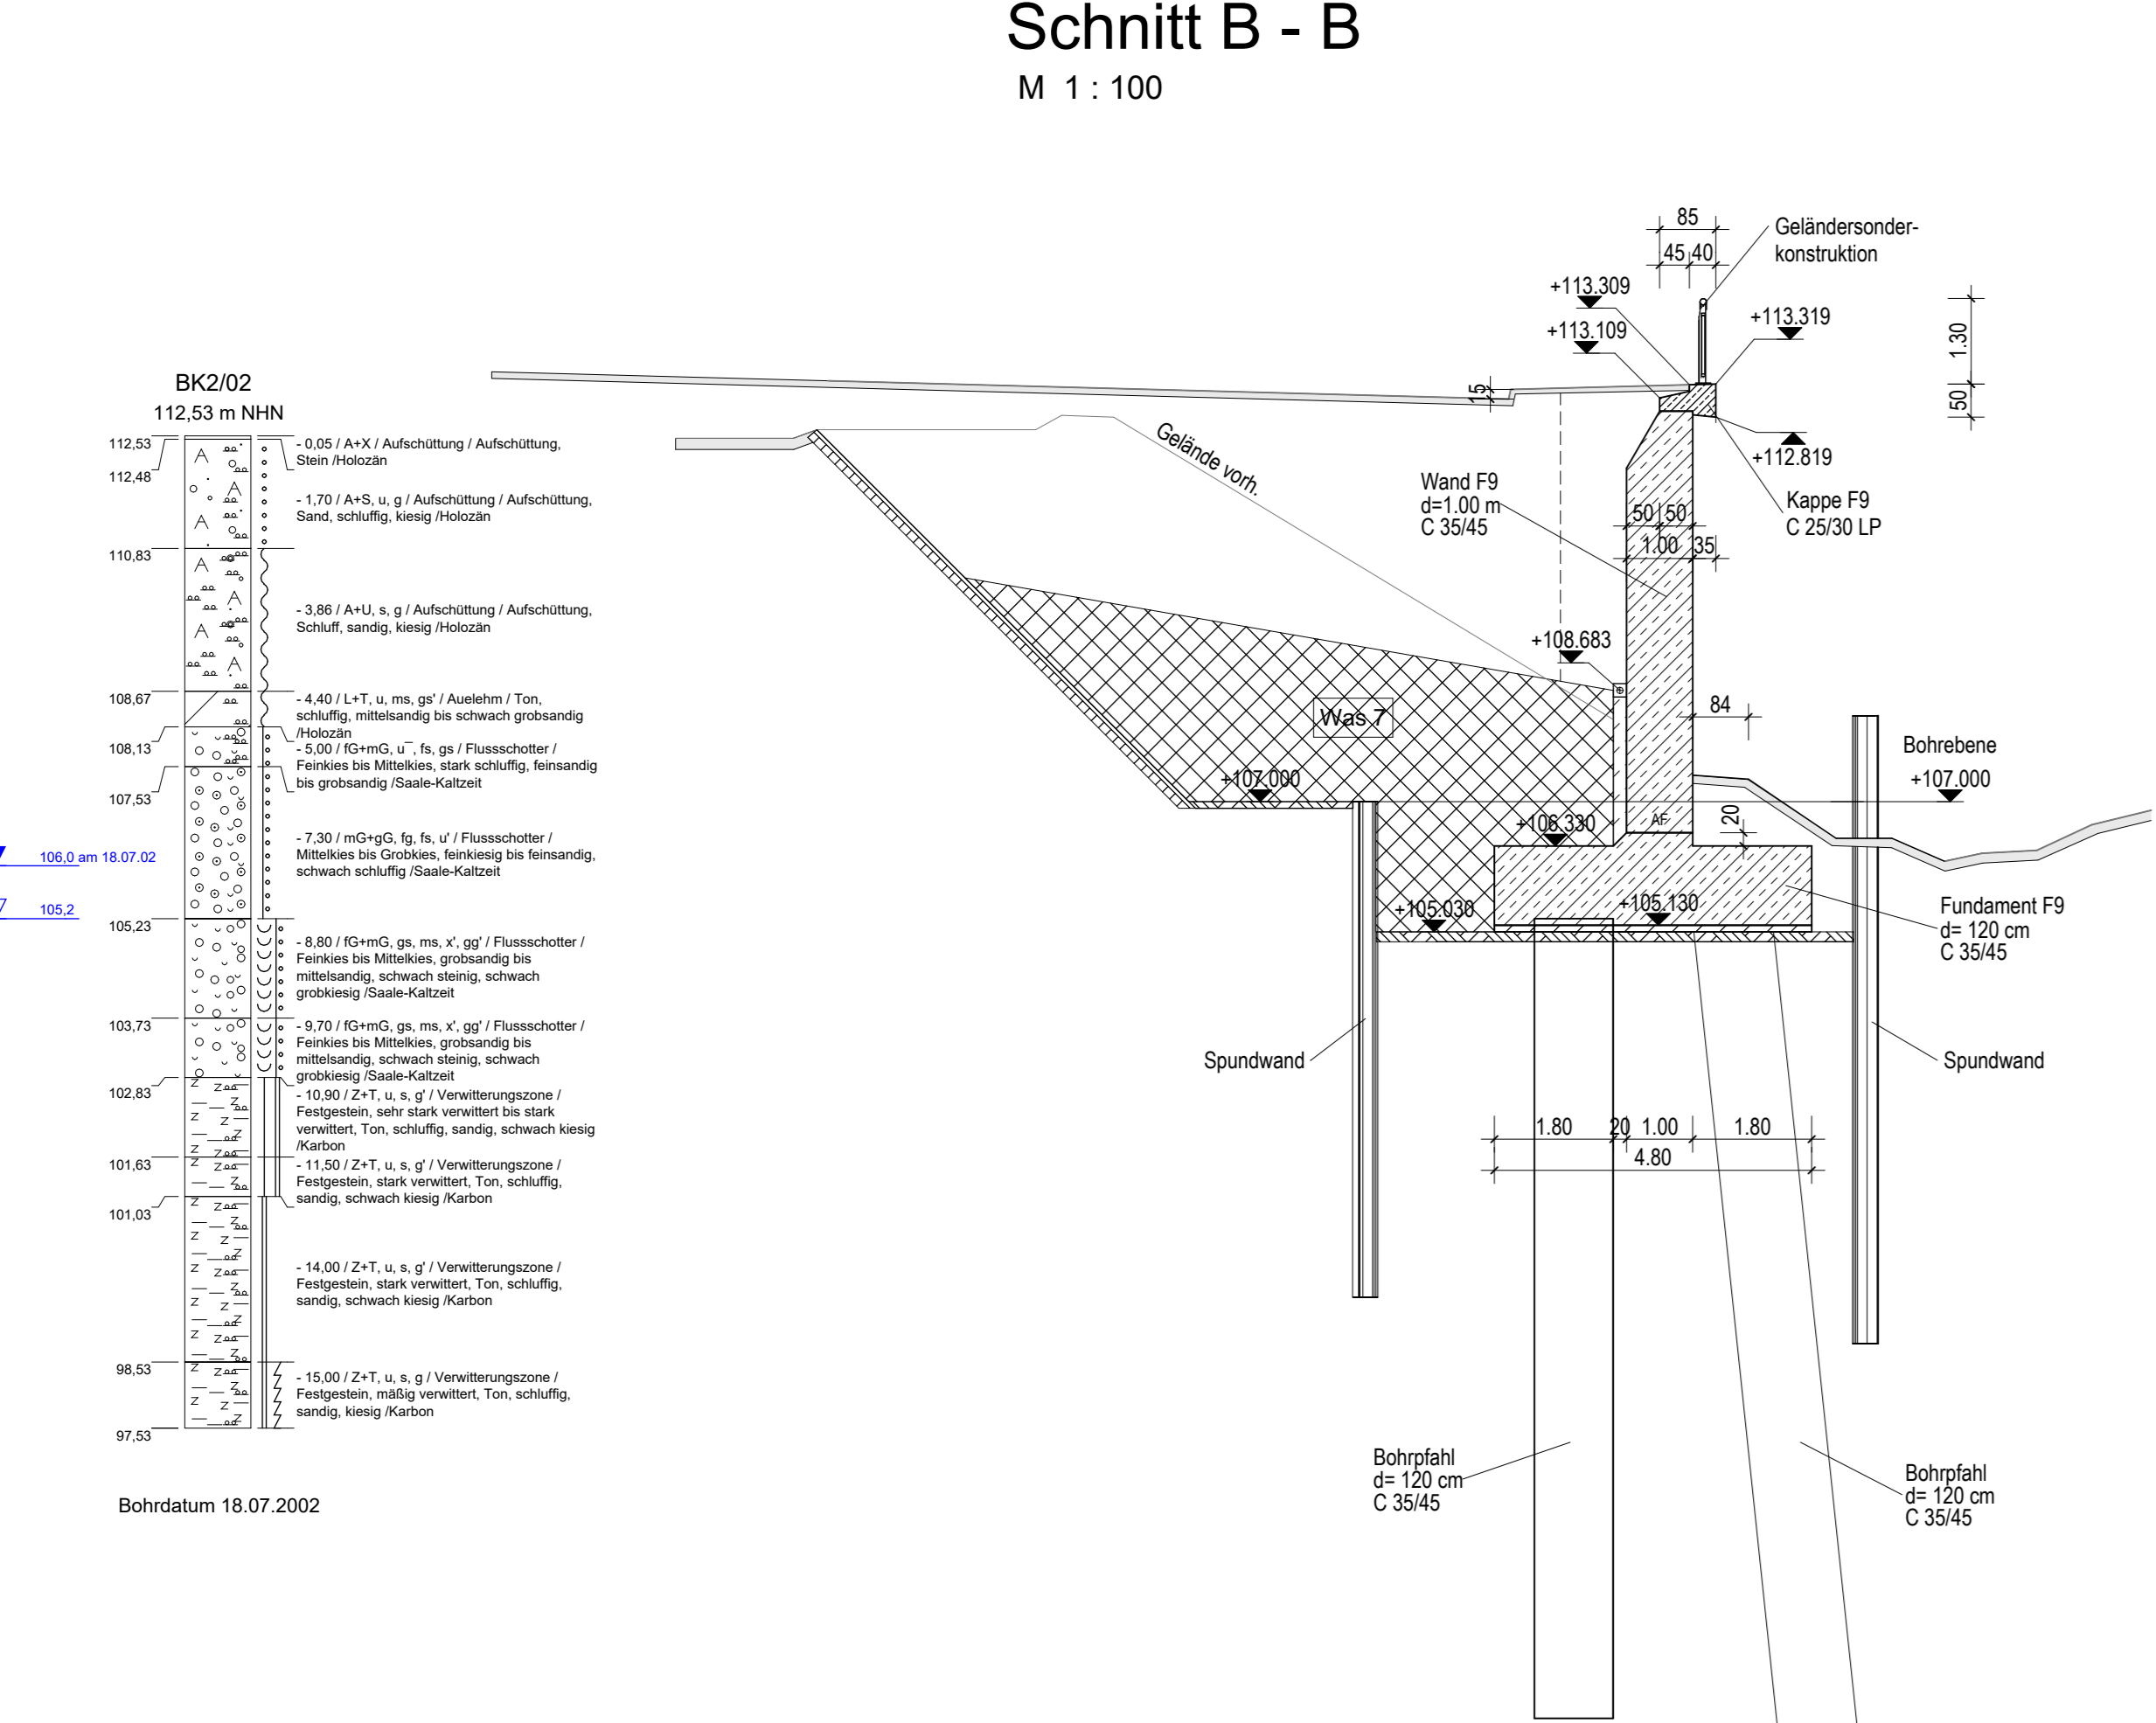 Schnitt B - B
M 1 : 100
BK2/02
112,53 m NHN
112,53
112,48
110,83
108,67
108,13
107,53
106,0 am 18.07.02
105,2
105,23
103,73
102,83
101,63
101,03
98,53
97,53
- 0,05 / A+X / Aufschüttung / Aufschüttung,
Stein /Holozän
- 1,70 / A+S, u, g / Aufschüttung / Aufschüttung,
Sand, schluffig, kiesig /Holozän
- 3,86 / A+U, s, g / Aufschüttung / Aufschüttung,
Schluff, sandig, kiesig /Holozän
- 4,40 / L+T, u, ms, gs' / Auelehm / Ton,
schluffig, mittelsandig bis schwach grobsandig
/Holozän
- 5,00 / fG+mG, u¯, fs, gs / Flussschotter /
Feinkies bis Mittelkies, stark schluffig, feinsandig
bis grobsandig /Saale-Kaltzeit
- 7,30 / mG+gG, fg, fs, u' / Flussschotter /
Mittelkies bis Grobkies, feinkiesig bis feinsandig,
schwach schluffig /Saale-Kaltzeit
- 8,80 / fG+mG, gs, ms, x', gg' / Flussschotter /
Feinkies bis Mittelkies, grobsandig bis
mittelsandig, schwach steinig, schwach
grobkiesig /Saale-Kaltzeit
- 9,70 / fG+mG, gs, ms, x', gg' / Flussschotter /
Feinkies bis Mittelkies, grobsandig bis
mittelsandig, schwach steinig, schwach
grobkiesig /Saale-Kaltzeit
- 10,90 / Z+T, u, s, g' / Verwitterungszone /
Festgestein, sehr stark verwittert bis stark
verwittert, Ton, schluffig, sandig, schwach kiesig
/Karbon
- 11,50 / Z+T, u, s, g' / Verwitterungszone /
Festgestein, stark verwittert, Ton, schluffig,
sandig, schwach kiesig /Karbon
- 14,00 / Z+T, u, s, g' / Verwitterungszone /
Festgestein, stark verwittert, Ton, schluffig,
sandig, schwach kiesig /Karbon
- 15,00 / Z+T, u, s, g / Verwitterungszone /
Festgestein, mäßig verwittert, Ton, schluffig,
sandig, kiesig /Karbon
Bohrdatum 18.07.2002
85
45 40
Geländersonder-
konstruktion
+113.309
+113.109
+113.319
1.30
50
15
+112.819
Gelände vorh.
Wand F9
d=1.00 m
C 35/45
50 50
1.00 35
Kappe F9
C 25/30 LP
+108.683
Was 7
84
+107.000
Bohrebene
+107.000
+106.330
AF
20
+105.030
+105.130
Fundament F9
d= 120 cm
C 35/45
Spundwand
Spundwand
1.80 20 1.00 1.80
4.80
Bohrpfahl
d= 120 cm
C 35/45
Bohrpfahl
d= 120 cm
C 35/45